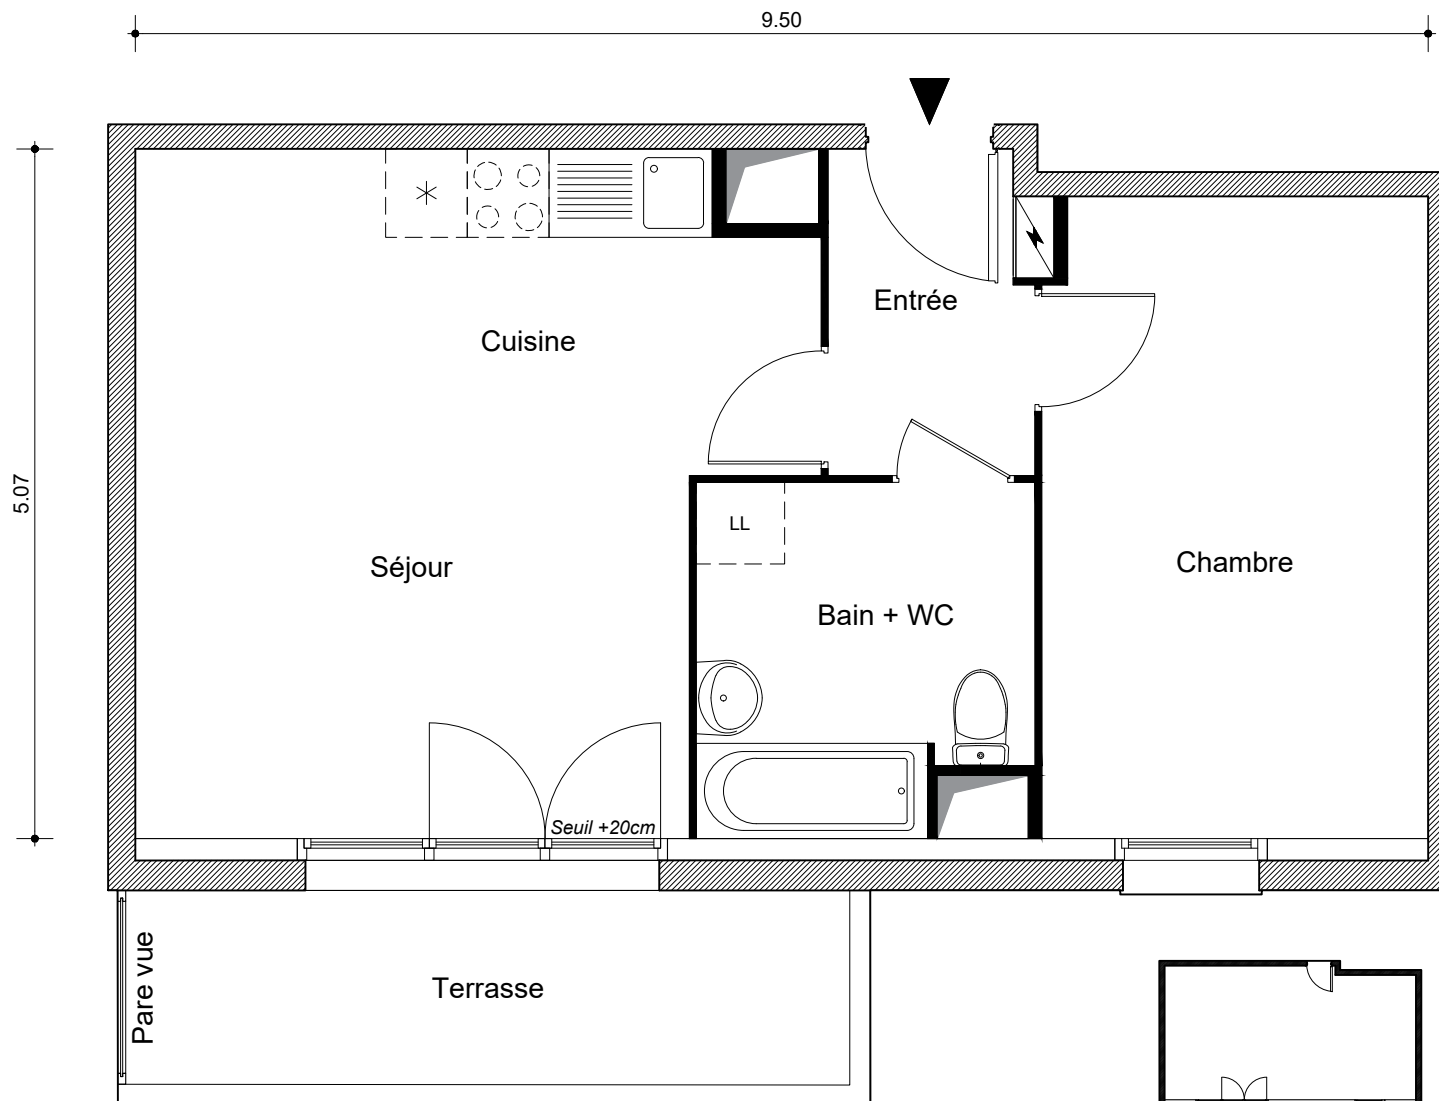 9.50
5.07
Entrée
Cuisine
LL
Séjour
Chambre
Bain + WC
Seuil +20cm
Pare vue
Terrasse